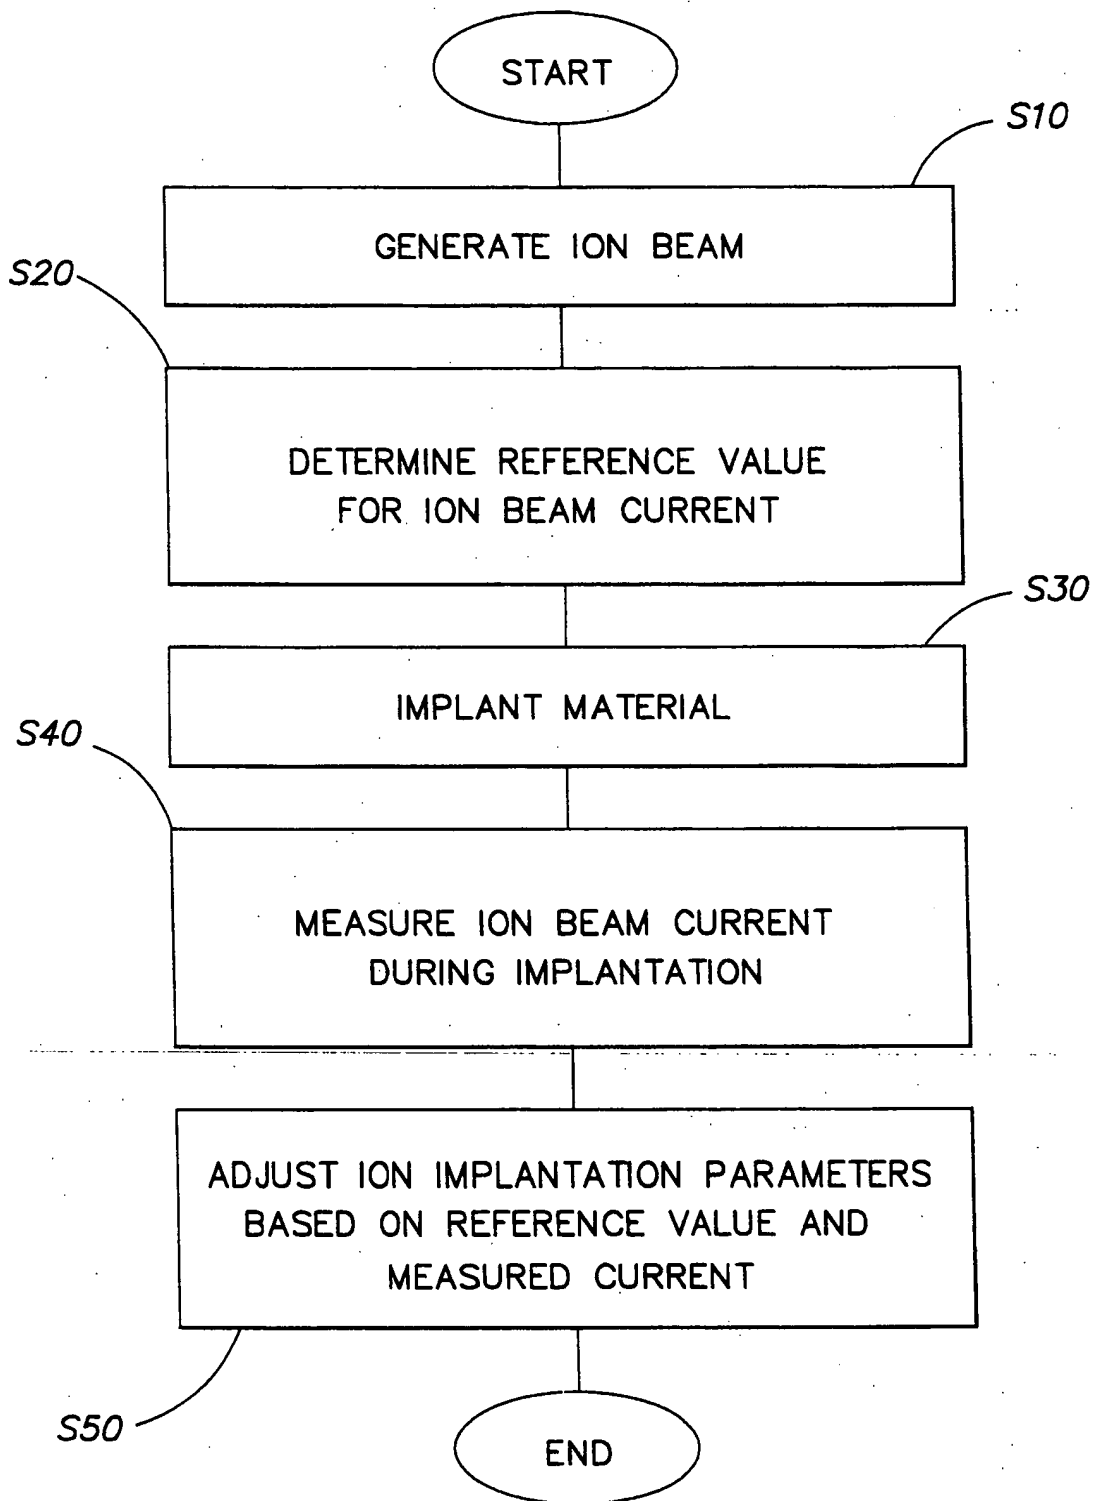 START
S10
GENERATE ION BEAM
S20
DETERMINE REFERENCE VALUE
FOR ION BEAM CURRENT
S30
IMPLANT MATERIAL
S40
MEASURE ION BEAM CURRENT
DURING IMPLANTATION
ADJUST ION IMPLANTATION PARAMETERS
BASED ON REFERENCE VALUE AND
MEASURED CURRENT
S50
END